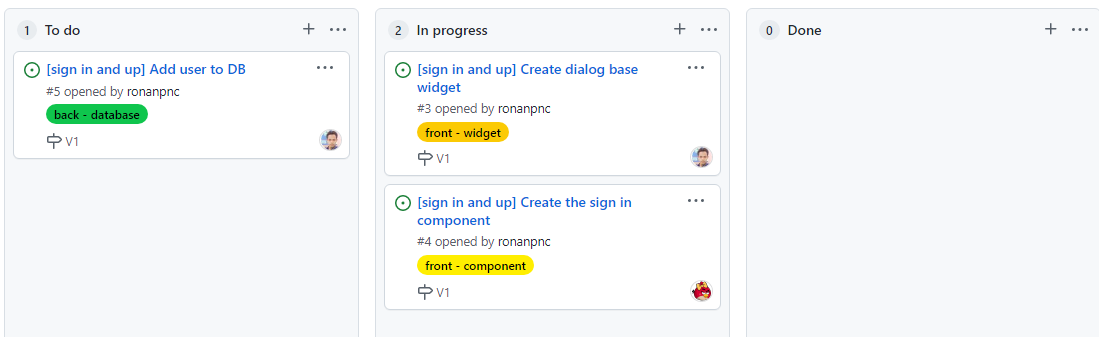 1 To do
[sign in and up] Add user to DB
#5 opened by ronanpnc
back - database
V1
2 In progress
[sign in and up] Create dialog base
widget
#3 opened by ronanpnc
front - widget
V1
[sign in and up] Create the sign in
component
#4 opened by ronanpnc
front - component
V1
0 Done